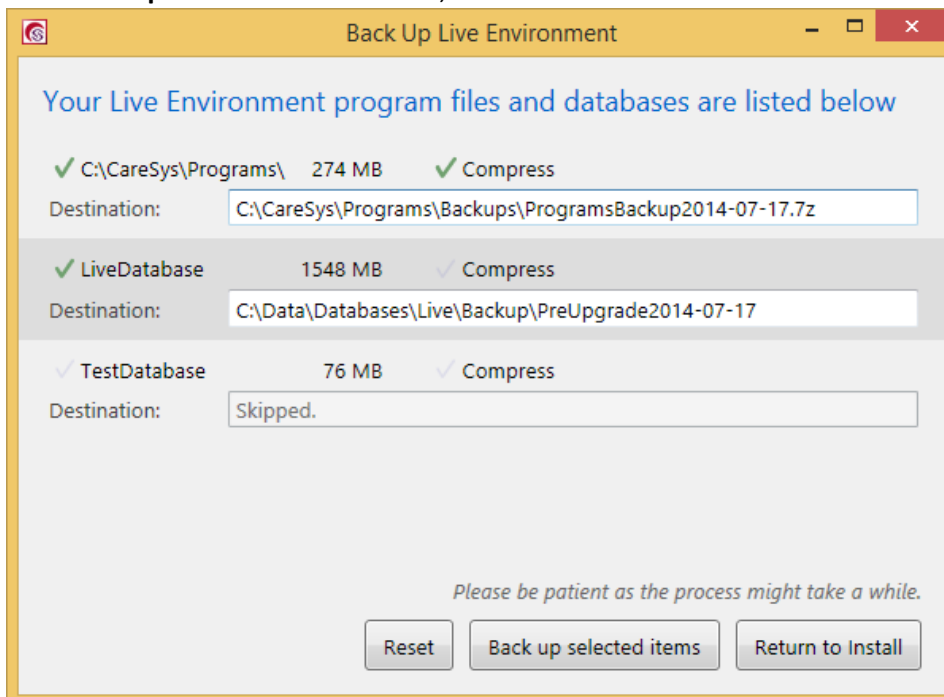 Back Up Live Environment
Your Live Environment program files and databases are listed below
C:\CareSys\Programs\ 274 MB Compress
Destination: C:\CareSys\Programs\Backups\ProgramsBackup2014-07-17.7z
LiveDatabase 1548 MB Compress
Destination: C:\Data\Databases\Live\Backup\PreUpgrade2014-07-17
TestDatabase 76 MB Compress
Destination: Skipped.
Please be patient as the process might take a while.
Reset Back up selected items Return to Install